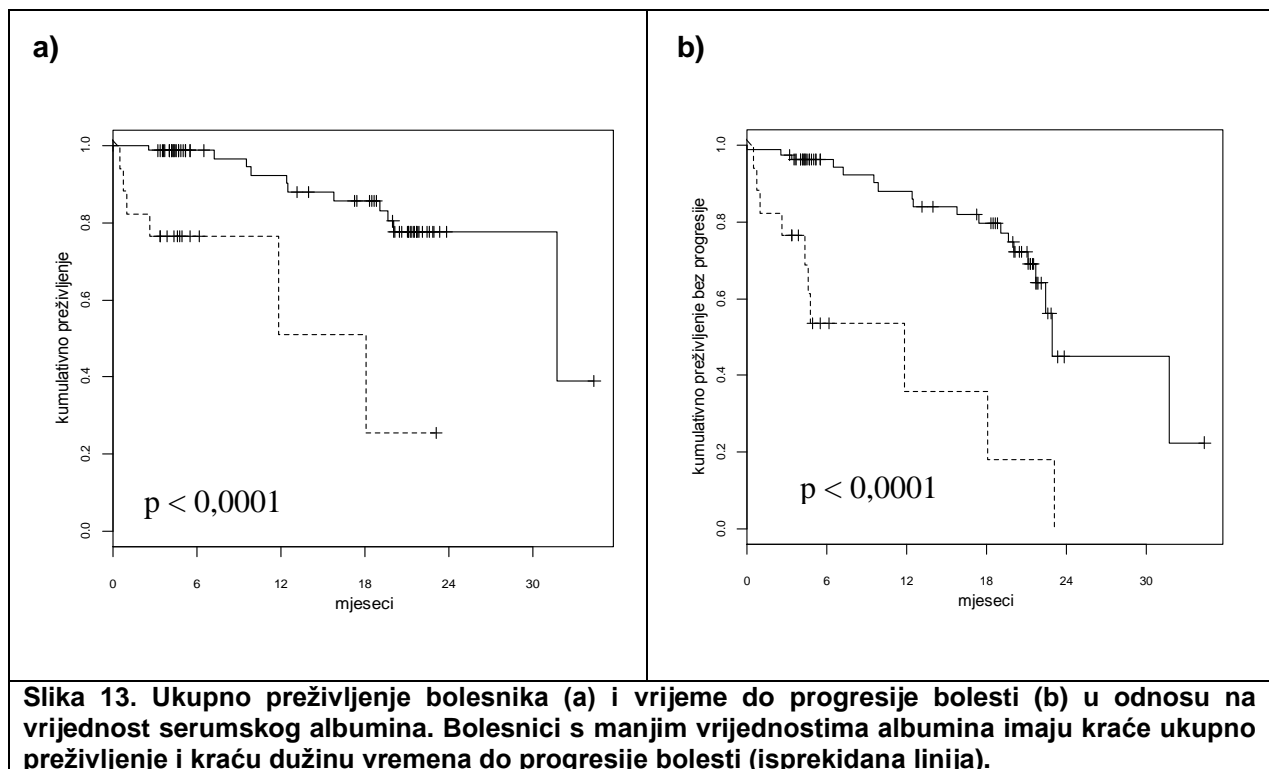 a)
kumulativno preživljenje
1.0
0.8
0.6
0.4
0.2
0.0
p < 0,0001
0 6 12 18 24 30
mjeseci
b)
kumulativno preživljenje bez progresije
1.0
0.8
0.6
0.4
0.2
0.0
p < 0,0001
0 6 12 18 24 30
mjeseci
Slika 13. Ukupno preživljenje bolesnika (a) i vrijeme do progresije bolesti (b) u odnosu na
vrijednost serumskog albumina. Bolesnici s manjim vrijednostima albumina imaju kraće ukupno
preživljenje i kraću dužinu vremena do progresije bolesti (isprekidana linija).